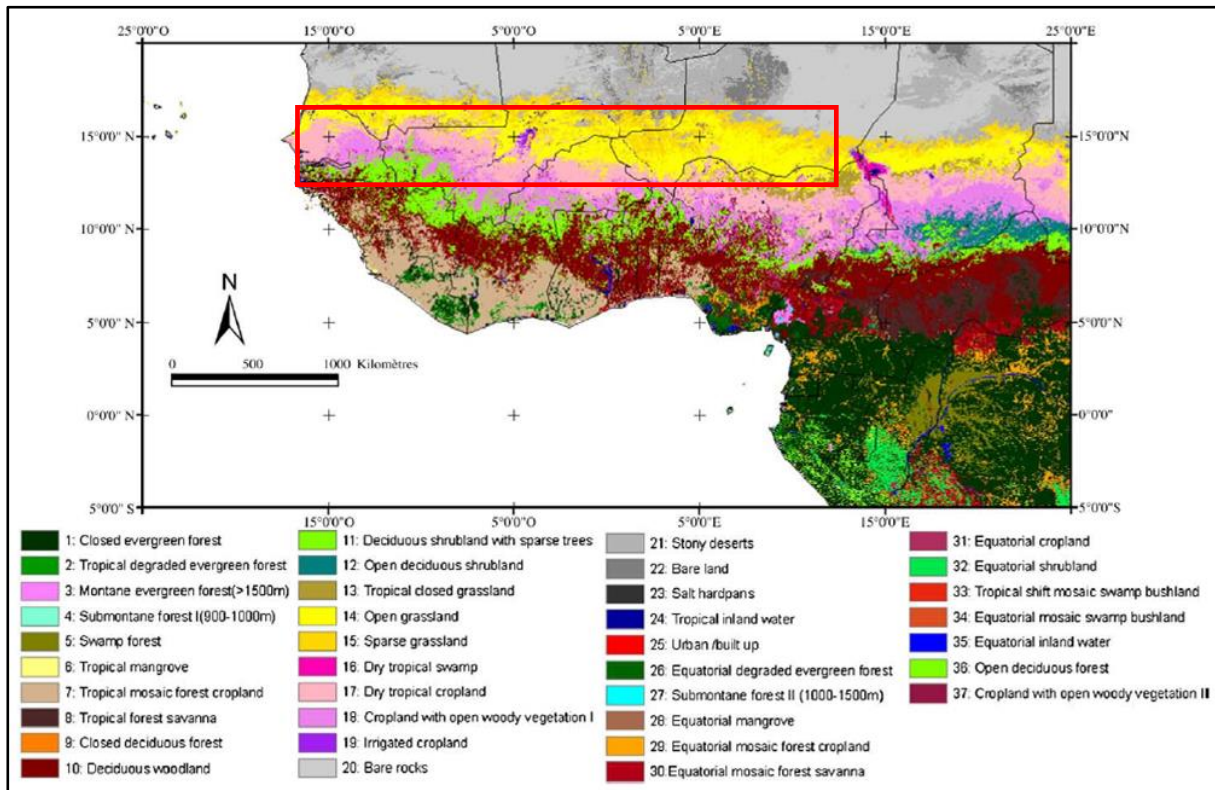 25°0'0"O 15°0'0"O 5°0'0"O 5°0'0"E 15°0'0"E 25°0'0"E
15°0'0" N 15°0'0"N
10°0'0" N 10°0'0"N
N
5°0'0" N 5°0'0"N
0 500 1000 Kilomètres
0°0'0" N 0°0'0"
5°0'0" S 5°0'0"S
15°0'0"O 5°0'0"O 5°0'0"E 15°0'0"E
1: Closed evergreen forest
2: Tropical degraded evergreen forest
3: Montane evergreen forest(>1500m)
4: Submontane forest I(900-1000m)
5: Swamp forest
6: Tropical mangrove
7: Tropical mosaic forest cropland
8: Tropical forest savanna
9: Closed deciduous forest
10: Deciduous woodland
11: Deciduous shrubland with sparse trees
12: Open deciduous shrubland
13: Tropical closed grassland
14: Open grassland
15: Sparse grassland
16: Dry tropical swamp
17: Dry tropical cropland
18: Cropland with open woody vegetation I
19: Irrigated cropland
20: Bare rocks
21: Stony deserts
22: Bare land
23: Salt hardpans
24: Tropical inland water
25: Urban /built up
26: Equatorial degraded evergreen forest
27: Submontane forest II (1000-1500m)
28: Equatorial mangrove
29: Equatorial mosaic forest cropland
30.Equatorial mosaic forest savanna
31: Equatorial cropland
32: Equatorial shrubland
33: Tropical shift mosaic swamp bushland
34: Equatorial mosaic swamp bushland
35: Equatorial inland water
36: Open deciduous forest
37: Cropland with open woody vegetation II